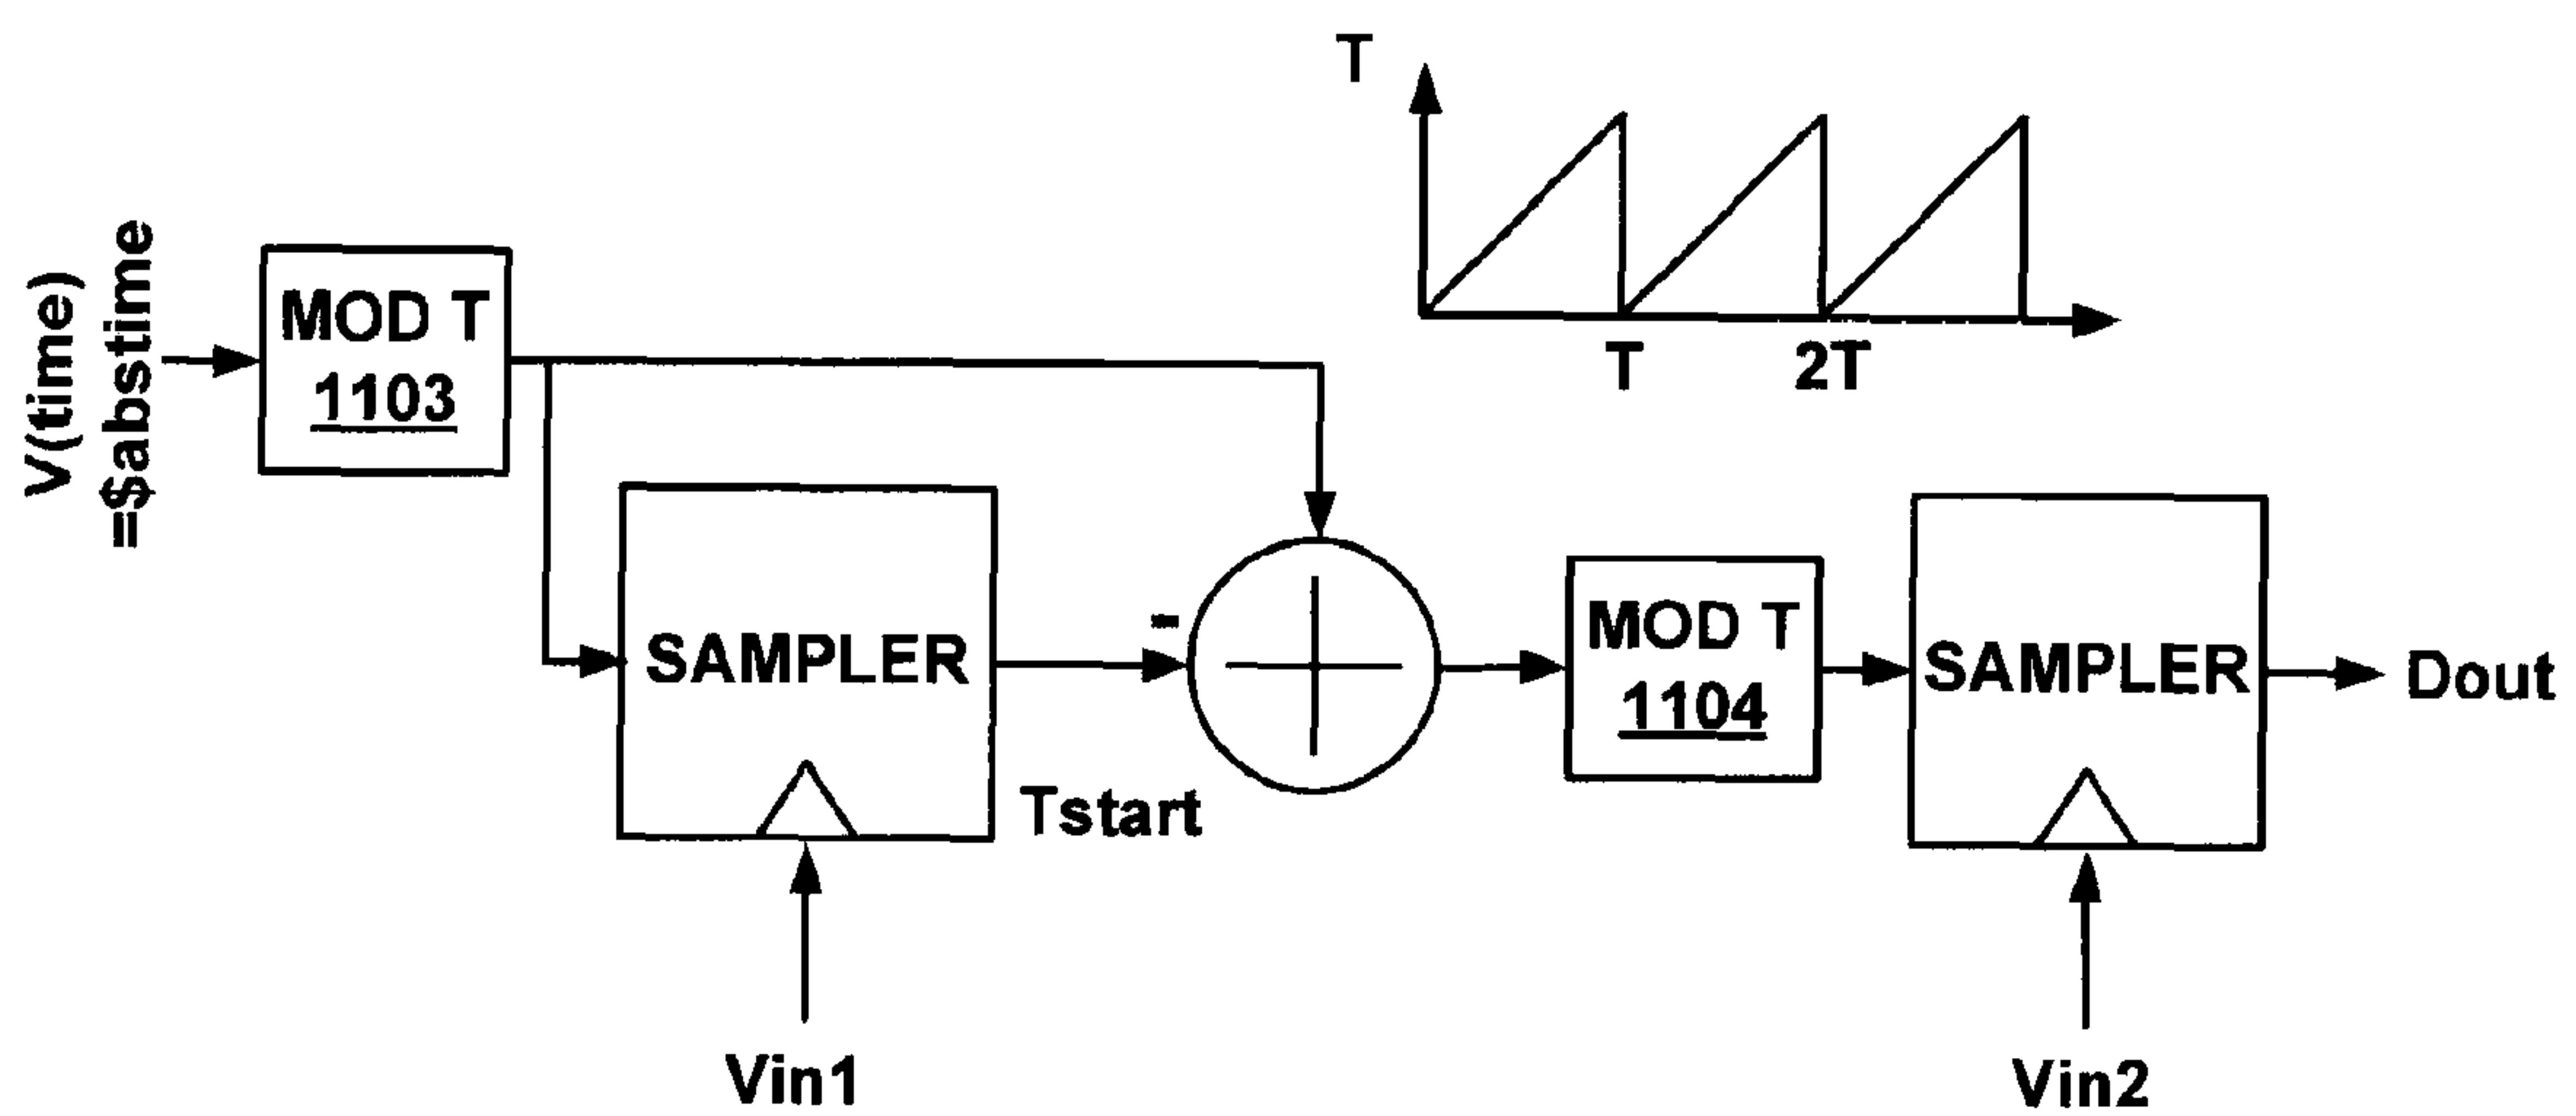 T
T
2T
V(time)
=$abstime
MOD T
1103
SAMPLER
-
Tstart
MOD T
1104
SAMPLER
Dout
Vin1
Vin2